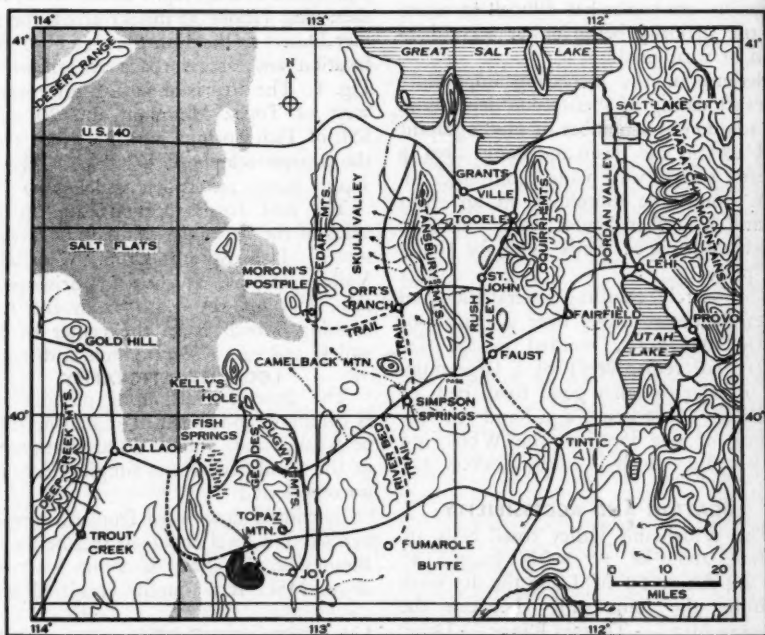 114°
113°
112°
41°
41°
GREAT SALT LAKE
DESERT RANGE
N
SALT LAKE CITY
U.S. 40
WASATCH MOUNTAINS
GRANTS
VILLE
TOOELE
CEDAR MTS.
SKULL VALLEY
STANSBURY MTS.
OQUIRRH MTS.
JORDAN VALLEY
SALT FLATS
MORONI'S
POSTPILE
ORR'S
RANCH
ST.
JOHN
LEHI
TRAIL
TRAIL
RUSH
VALLEY
FAIRFIELD
PROVO
UTAH
LAKE
GOLD HILL
CAMELBACK MTN.
FAUST
PASS
KELLY'S
HOLE
SIMPSON
SPRINGS
40°
40°
FISH
SPRINGS
GEODES
DUGWAY MTS.
DEEP CREEK MTS.
CALLAO
RIVER BED
TRAIL
TINTIC
TOPAZ
MTN.
TROUT
CREEK
FUMAROLE
BUTTE
JOY
0 10 20
MILES
114°
113°
112°